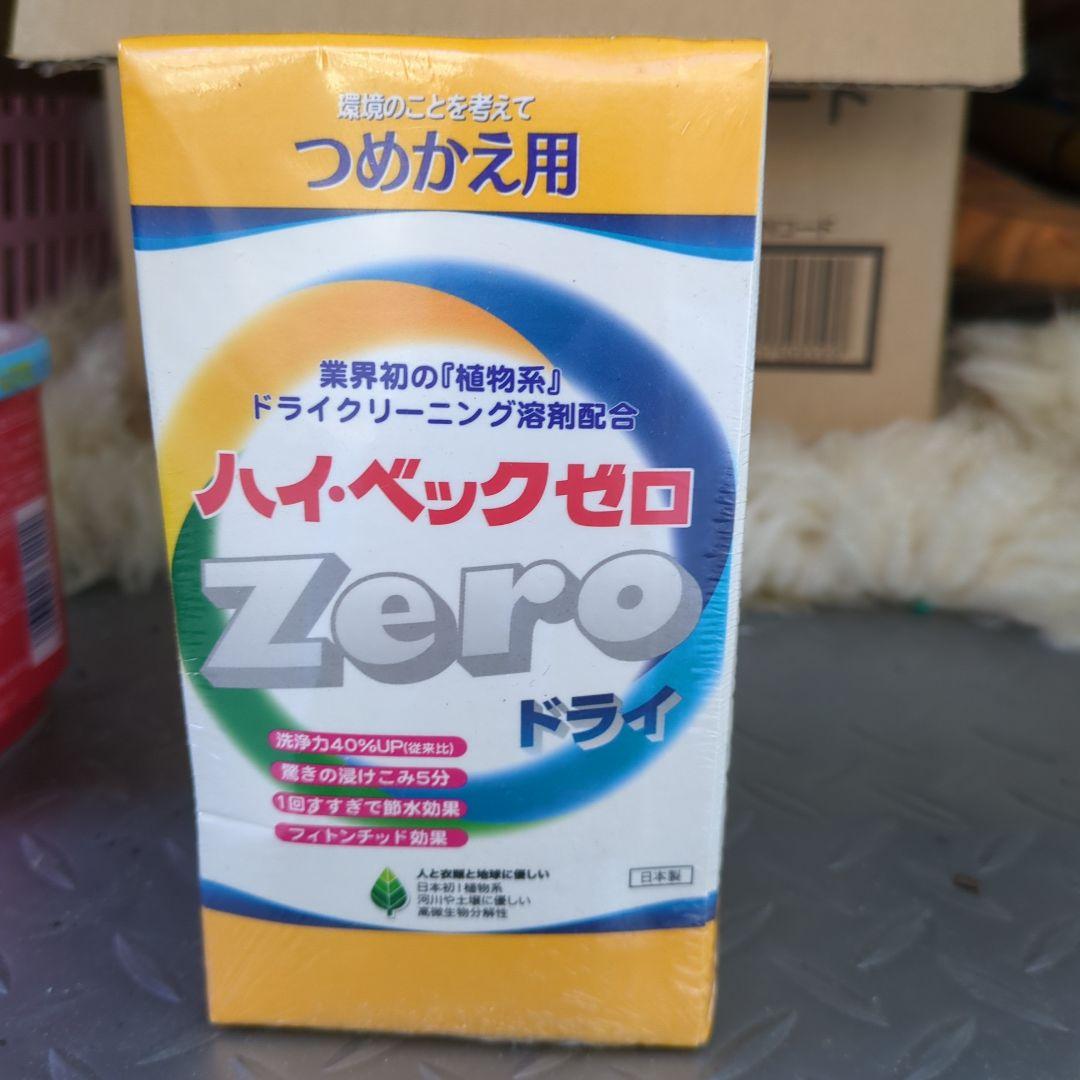 環境のことを考えて
つめかえ用
業界初の『植物系』
ドライクリーニング溶剤配合
ハイ・ベックゼロ
Zero
ドライ
洗浄力40%UP(従来比)
驚きの浸けこみ5分
1回すすぎで節水効果
フィトンチッド効果
人と衣類と地球に優しい
日本初!植物系
河川や土壌に優しい
高微生物分解性
日本製
コード